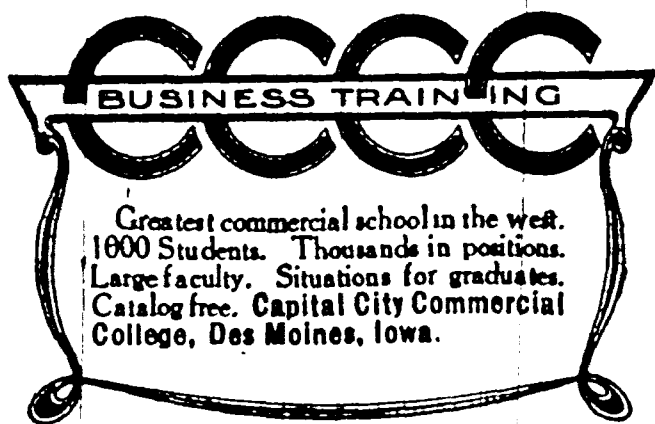 CCCC
BUSINESS TRAINING
Greatest commercial school in the west.
1000 Students. Thousands in positions.
Large faculty. Situations for graduates.
Catalog free. Capital City Commercial
College, Des Moines, Iowa.